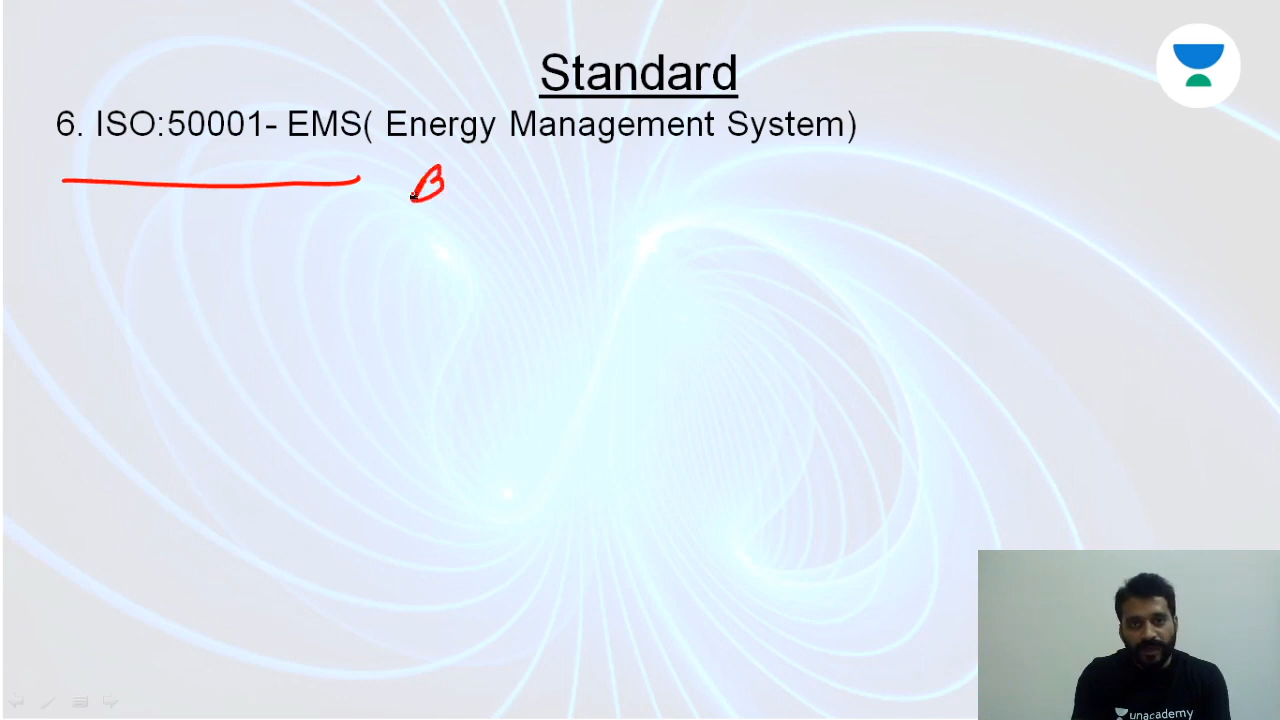 Standard
6. ISO:50001- EMS( Energy Management System)
B
unacademy